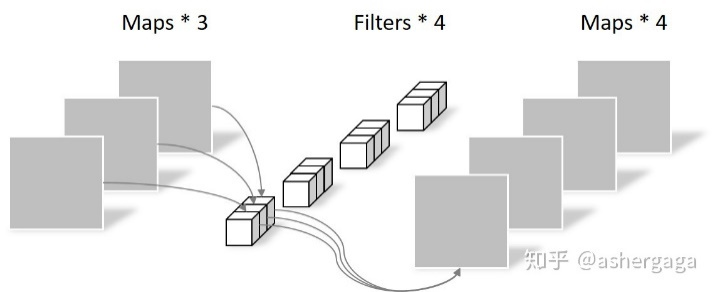 Maps * 3
Filters * 4
Maps * 4
知乎 @ashergaga